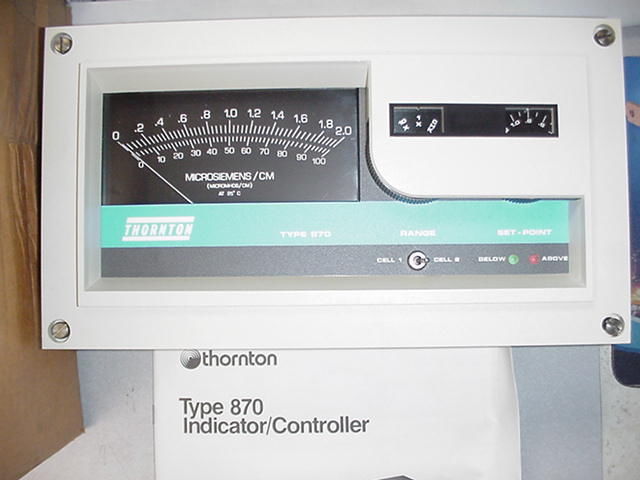 0 .2 .4 .6 .8 1.0 1.2 1.4 1.6 1.8 2.0
0 10 20 30 40 50 60 70 80 90 100
MICROSIEMENS/CM
(MICROMHOS/CM)
AT 25° C
THORNTON
TYPE 870
RANGE
SET-POINT
CELL 1
CELL 2
BELOW
ABOVE
thornton
Type 870
Indicator/Controller